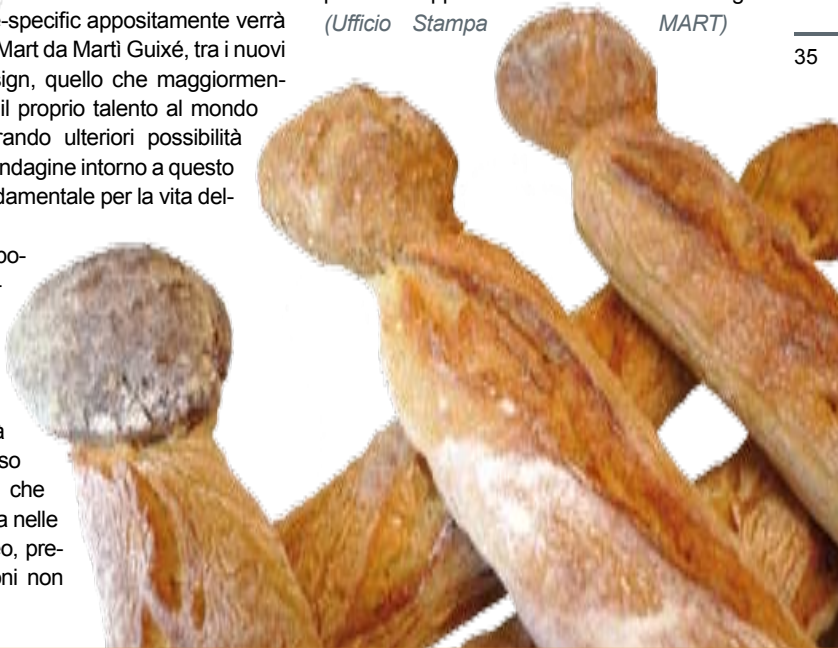 -specific appositamente verrà
Mart da Martì Guixé, tra i nuovi
sign, quello che maggiormen-
il proprio talento al mondo
rando ulteriori possibilità
ndagine intorno a questo
damentale per la vita del-
po-
a
so
che
a nelle
o, pre-
oni non
(Ufficio Stampa MART)
35